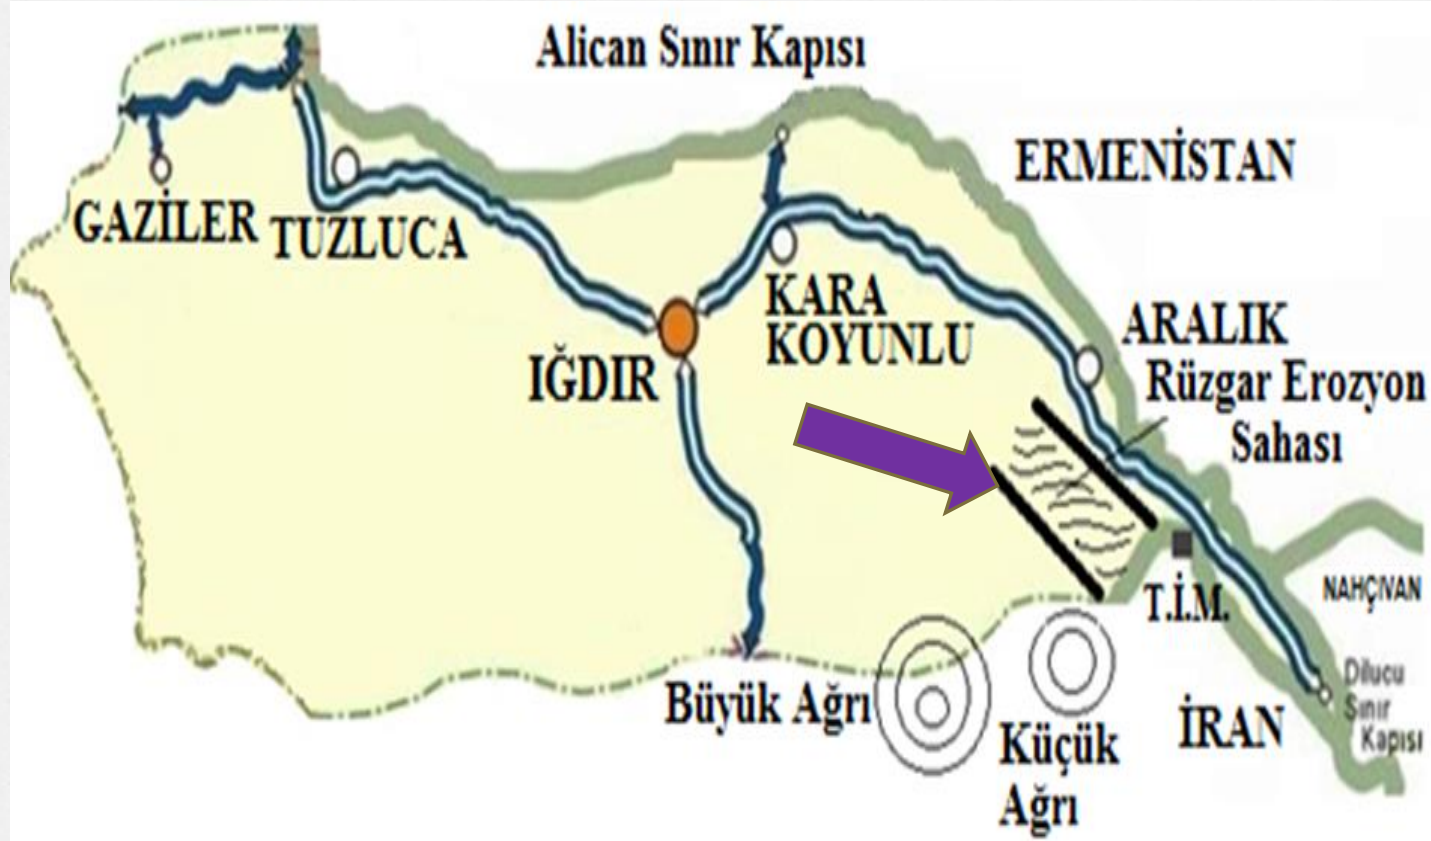 Alican Sınır Kapısı
ERMENİSTAN
GAZİLER
TUZLUCA
KARA
KOYUNLU
ARALIK
IĞDIR
Rüzgar Erozyon
Sahası
NAHÇIVAN
T.İ.M.
Dilucu
Sınır
Kapısı
Büyük Ağrı
İRAN
Küçük
Ağrı